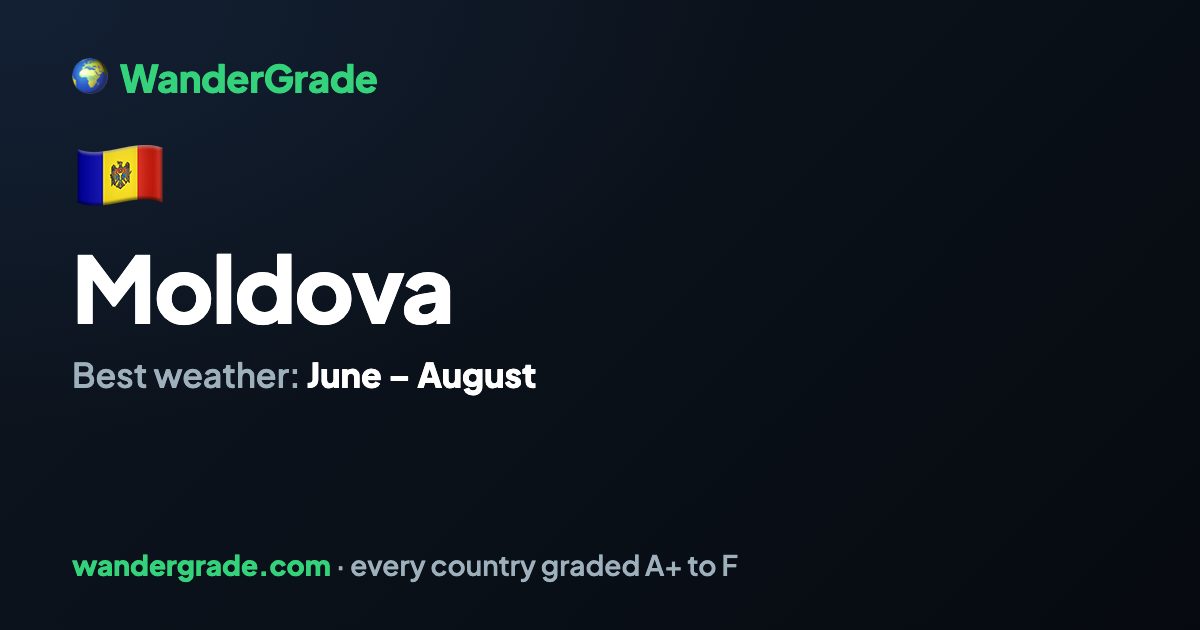 WanderGrade
Moldova
Best weather: June – August
wandergrade.com · every country graded A+ to F